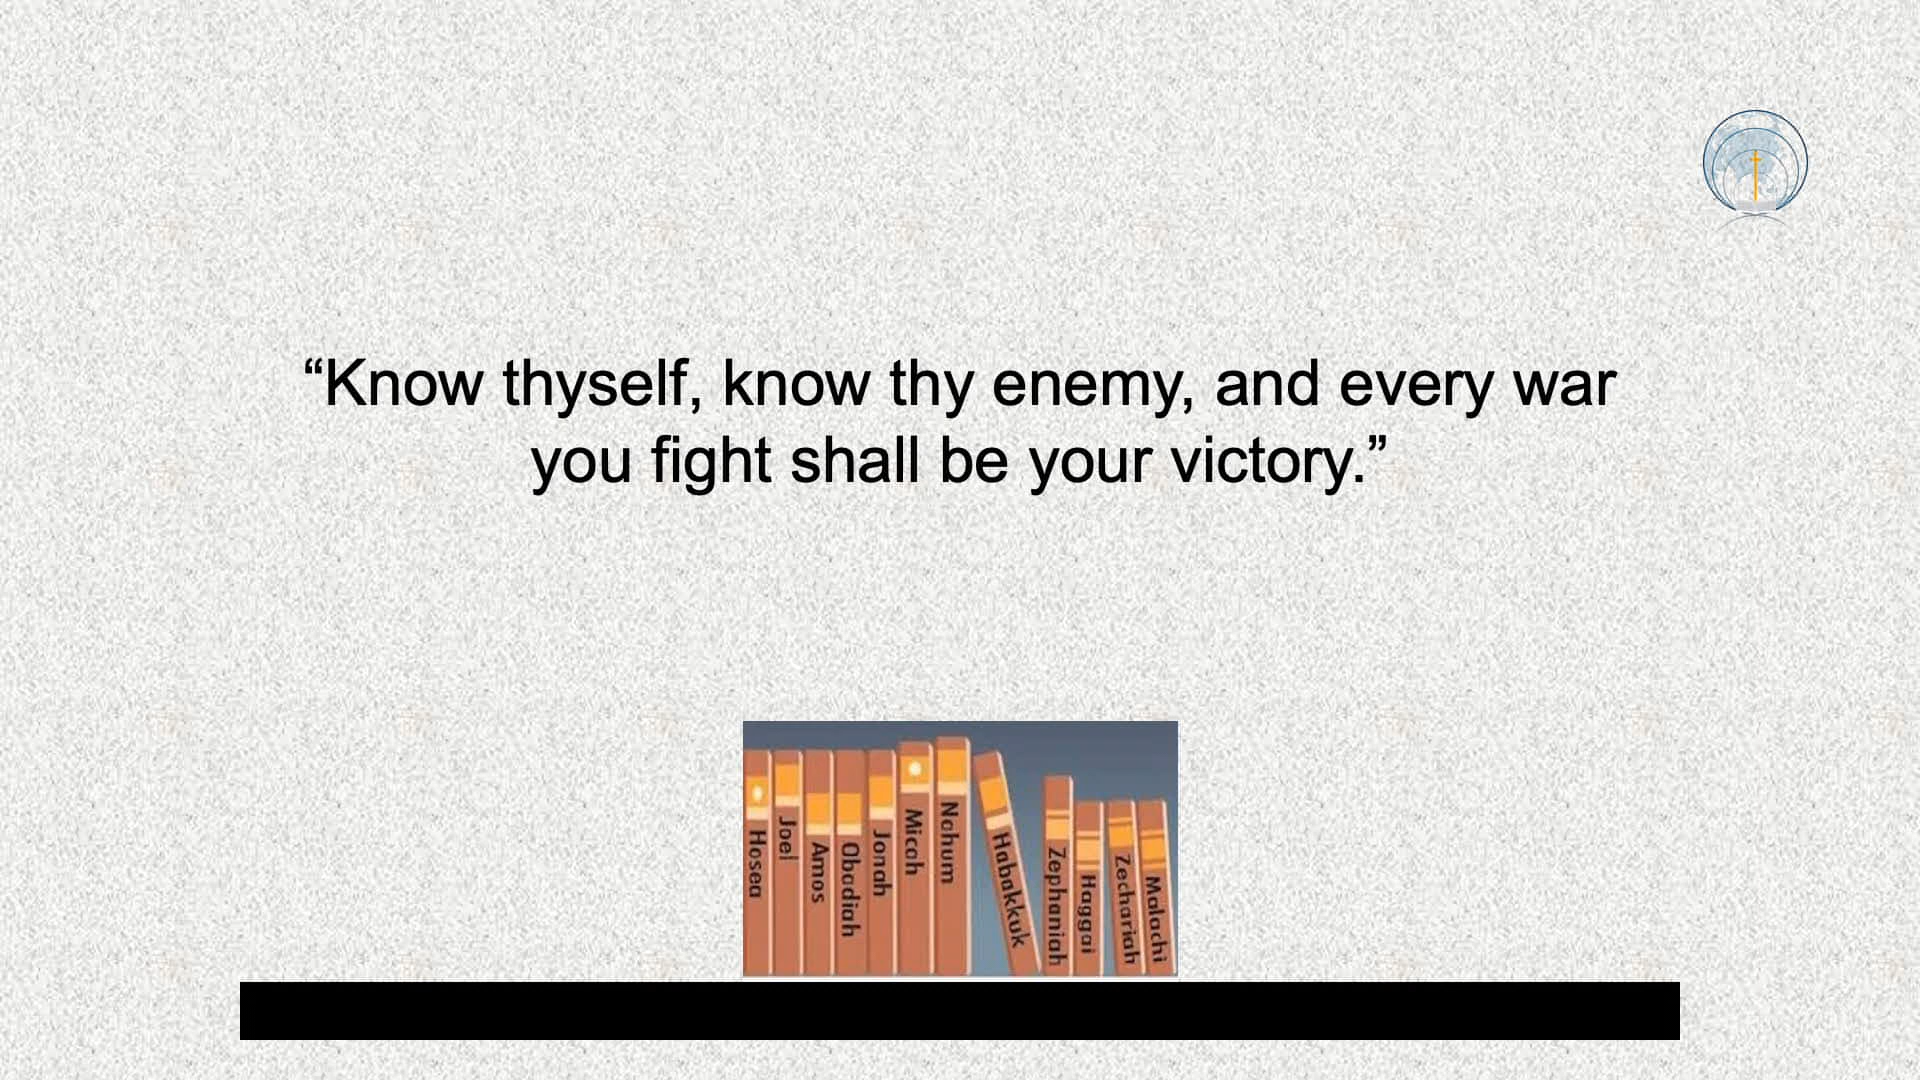 “Know thyself, know thy enemy, and every war
you fight shall be your victory.”
Hosea
Joel
Amos
Obadiah
Jonah
Micah
Nahum
Habakkuk
Zephaniah
Haggai
Zechariah
Malachi